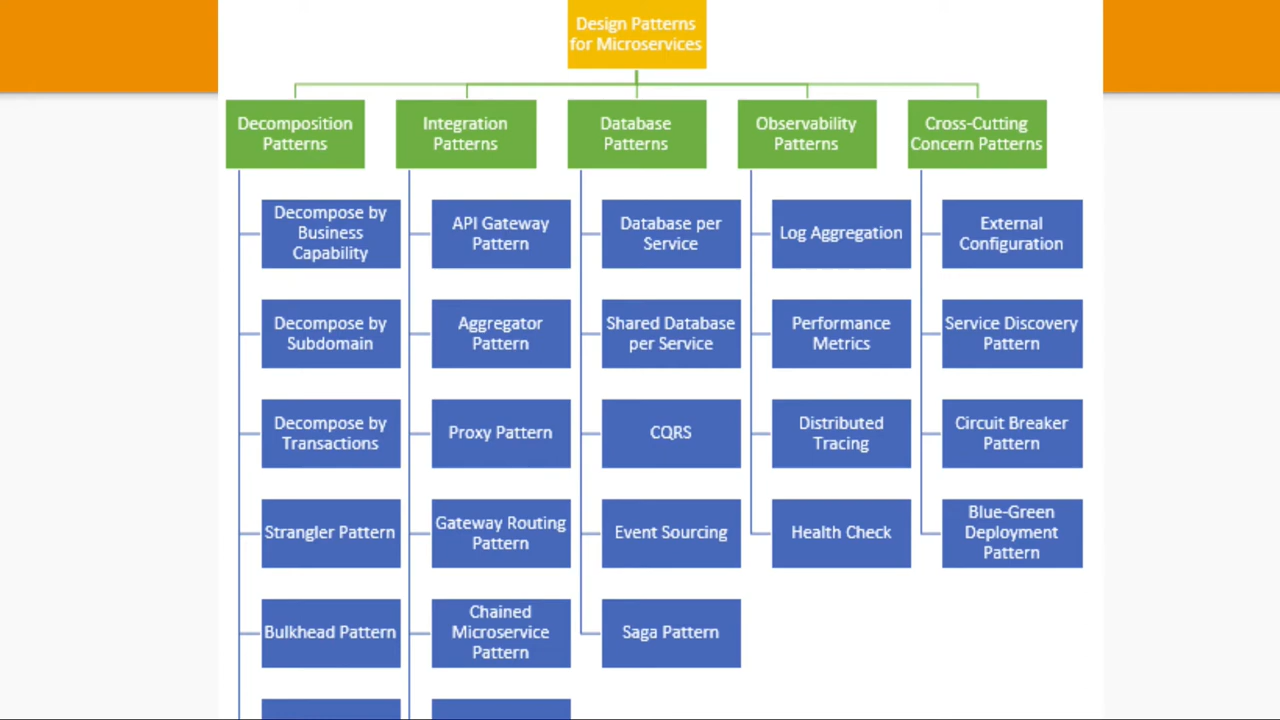 Design Patterns
for Microservices
Decomposition
Patterns
Integration
Patterns
Database
Patterns
Observability
Patterns
Cross-Cutting
Concern Patterns
Decompose by
Business
Capability
Decompose by
Subdomain
Decompose by
Transactions
Strangler Pattern
Bulkhead Pattern
API Gateway
Pattern
Aggregator
Pattern
Proxy Pattern
Gateway Routing
Pattern
Chained
Microservice
Pattern
Database per
Service
Shared Database
per Service
CQRS
Event Sourcing
Saga Pattern
Log Aggregation
Performance
Metrics
Distributed
Tracing
Health Check
External
Configuration
Service Discovery
Pattern
Circuit Breaker
Pattern
Blue-Green
Deployment
Pattern